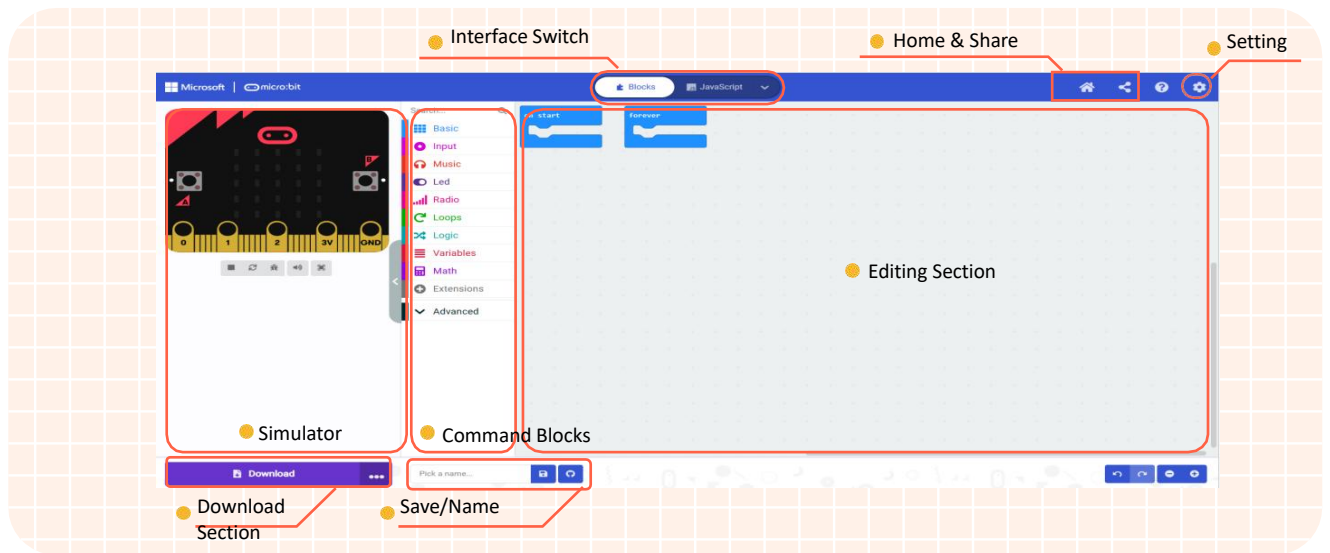 Interface Switch
Home & Share
Setting
Microsoft | micro:bit
Blocks
JavaScript
Search...
on start
forever
Basic
Input
Music
Led
Radio
Loops
Logic
Variables
Math
Extensions
Advanced
B
A
0 1 2 3V GND
Editing Section
Simulator
Command Blocks
Download
Pick a name...
Download
Section
Save/Name